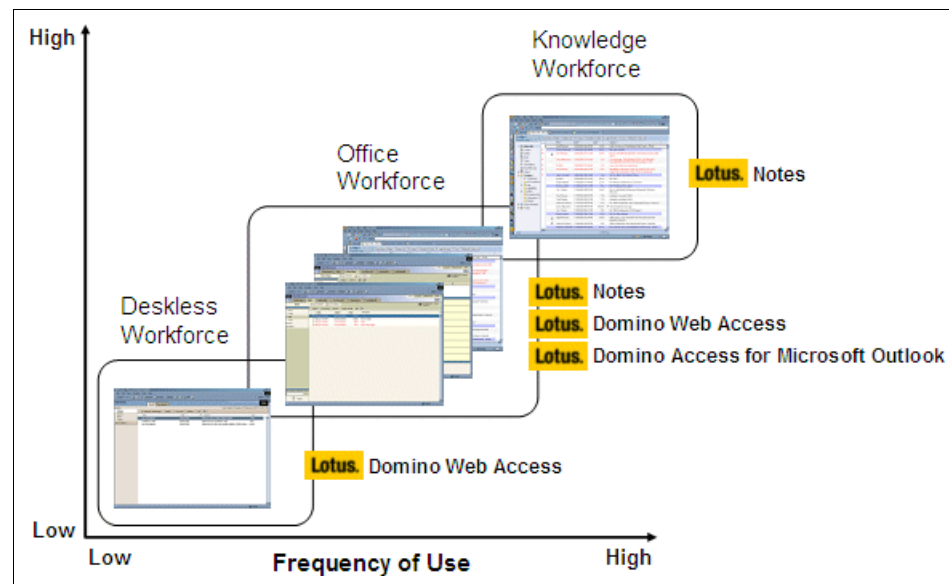 High
Knowledge
Workforce
Office
Workforce
Lotus. Notes
Deskless
Workforce
Lotus. Notes
Lotus. Domino Web Access
Lotus. Domino Access for Microsoft Outlook
Lotus. Domino Web Access
Low
Low
Frequency of Use
High